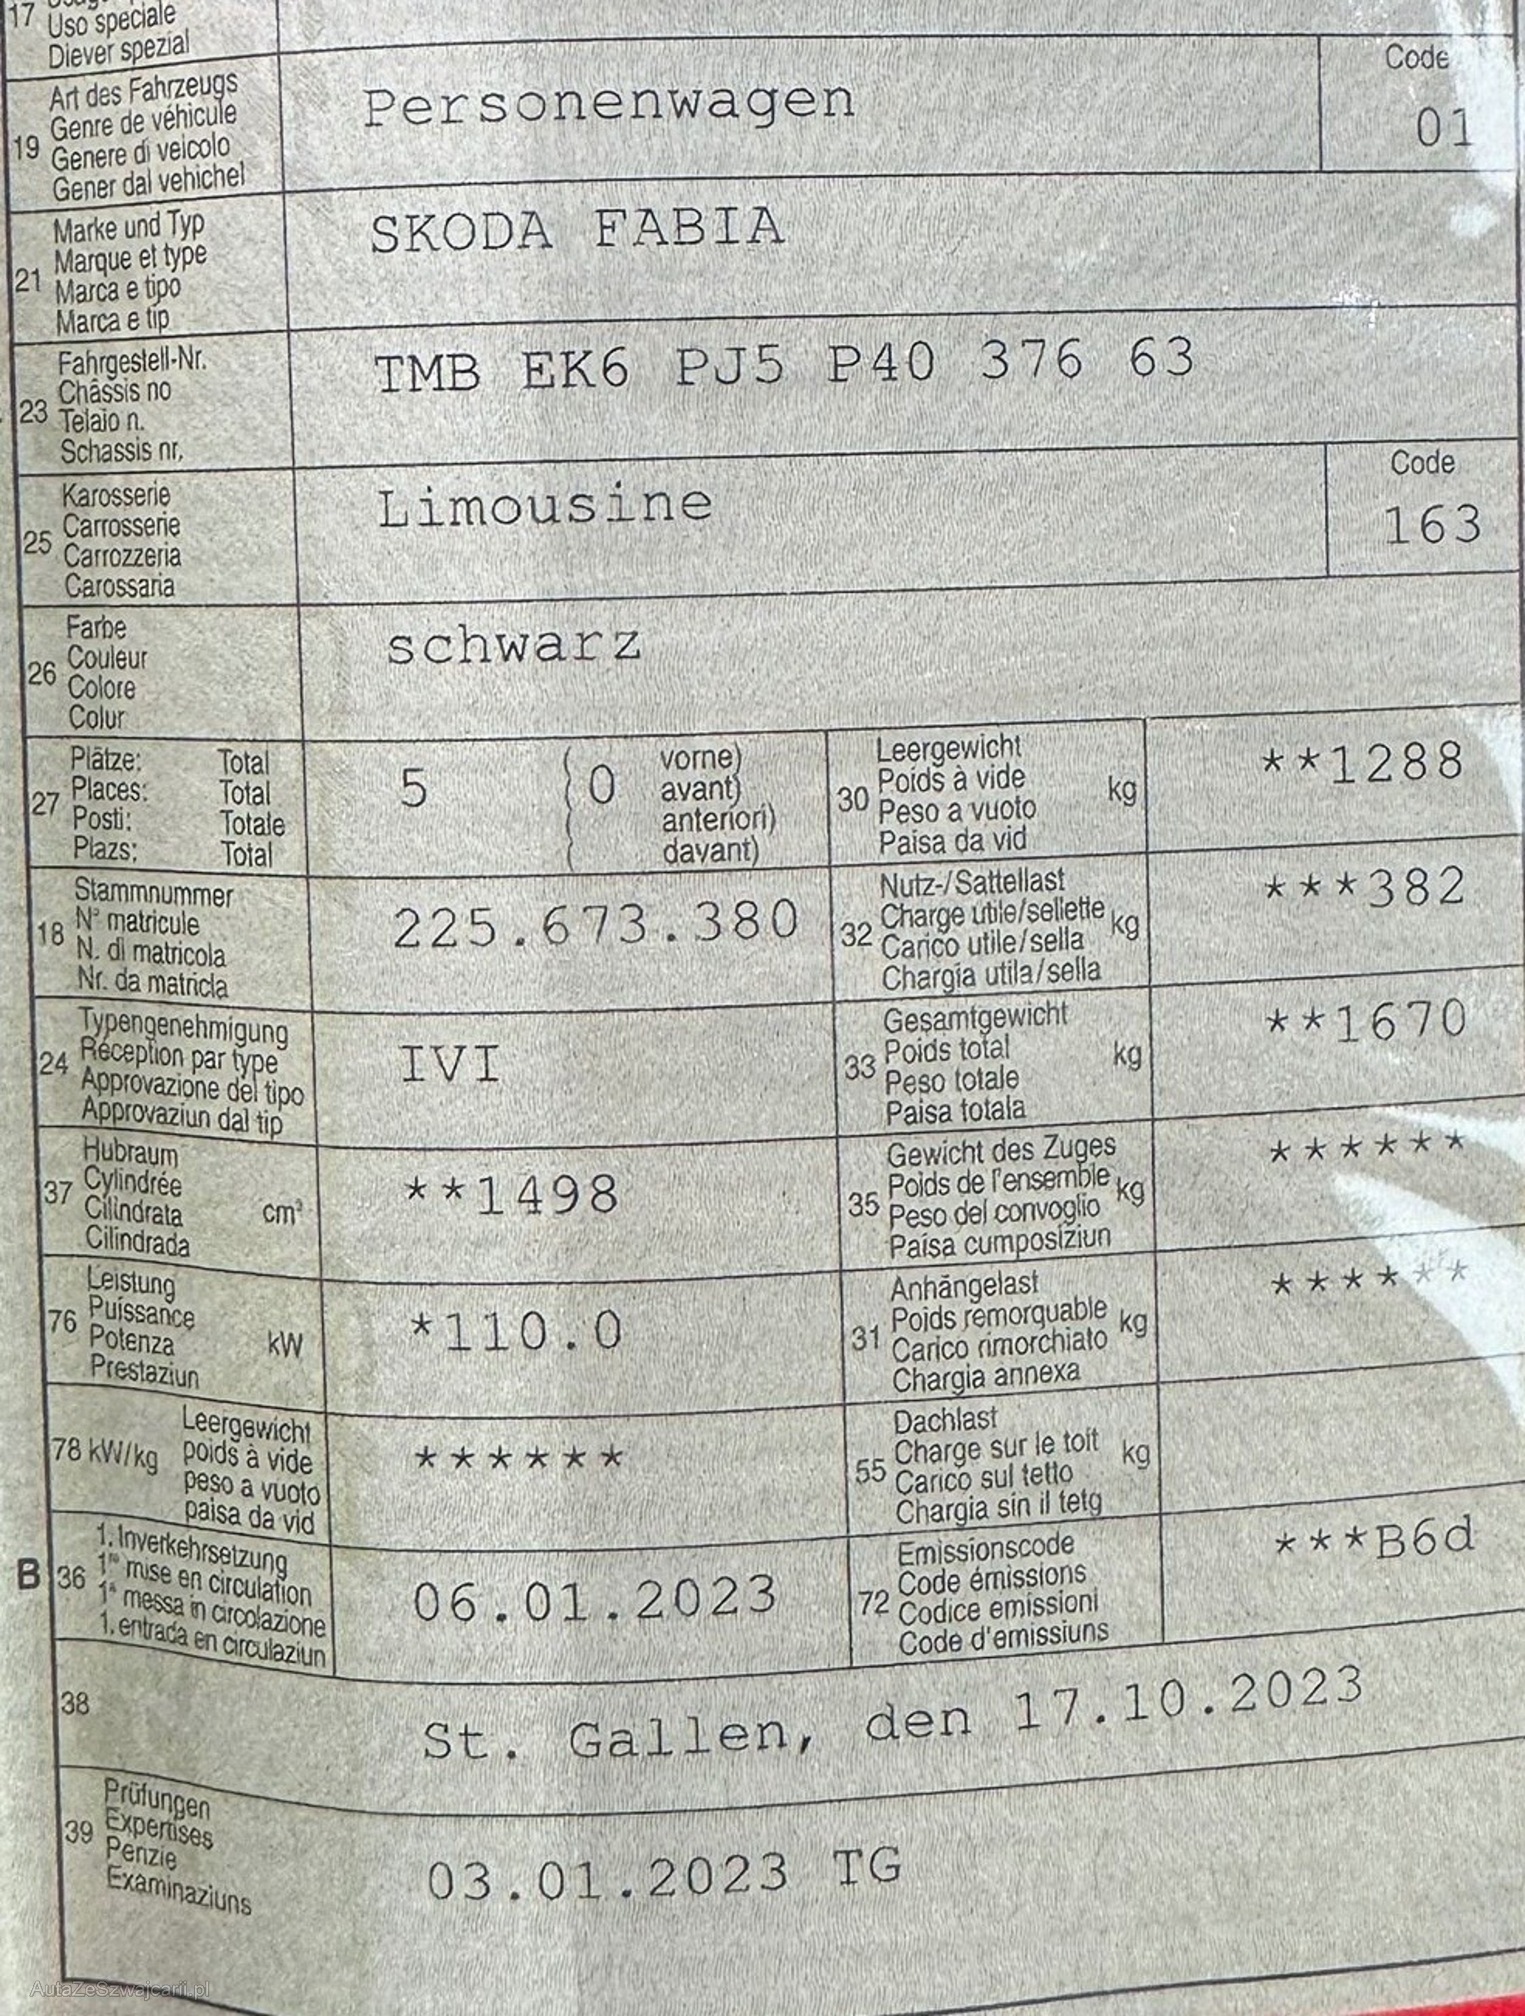 17 Uso speciale
Diever spezial
19 Art des Fahrzeugs
Genre de véhicule
Genere di veicolo
Gener dal vehichel
Personenwagen
Code
01
21 Marke und Typ
Marque et type
Marca e tipo
Marca e tip
SKODA FABIA
23 Fahrgestell-Nr.
Châssis no
Telaio n.
Schassis nr.
TMB EK6 PJ5 P40 376 63
25 Karosserie
Carrosserie
Carrozzeria
Carossaria
Limousine
Code
163
26 Farbe
Couleur
Colore
Colur
schwarz
27 Plätze: Total
Places: Total
Posti: Totale
Plazs: Total
5 ( 0 vorne)
avant)
anteriori)
davant)
30 Leergewicht
Poids à vide
Peso a vuoto
Paisa da vid
kg
**1288
18 Stammnummer
N° matricule
N. di matricola
Nr. da matricla
225.673.380
32 Nutz-/Sattellast
Charge utile/sellette
Carico utile/sella
Chargia utila/sella
kg
***382
24 Typengenehmigung
Réception par type
Approvazione del tipo
Approvaziun dal tip
IVI
33 Gesamtgewicht
Poids total
Peso totale
Paisa totala
kg
**1670
37 Hubraum
Cylindrée
Cilindrata
Cilindrada
cm³
**1498
35 Gewicht des Zuges
Poids de l'ensemble
Peso del convoglio
Paisa cumposiziun
kg
******
76 Leistung
Puissance
Potenza
Prestaziun
kW
*110.0
31 Anhängelast
Poids remorquable
Carico rimorchiato
Chargia annexa
kg
******
78 kW/kg Leergewicht
poids à vide
peso a vuoto
paisa da vid
******
55 Dachlast
Charge sur le toit
Carico sul tetto
Chargia sin il tetg
kg
B 36 1. Inverkehrsetzung
1re mise en circulation
1a messa in circolazione
1. entrada en circulaziun
06.01.2023
72 Emissionscode
Code émissions
Codice emissioni
Code d'emissiuns
***B6d
38
St. Gallen, den 17.10.2023
39 Prüfungen
Expertises
Penzie
Examinaziuns
03.01.2023 TG
AutaZeSzwajcarii.pl